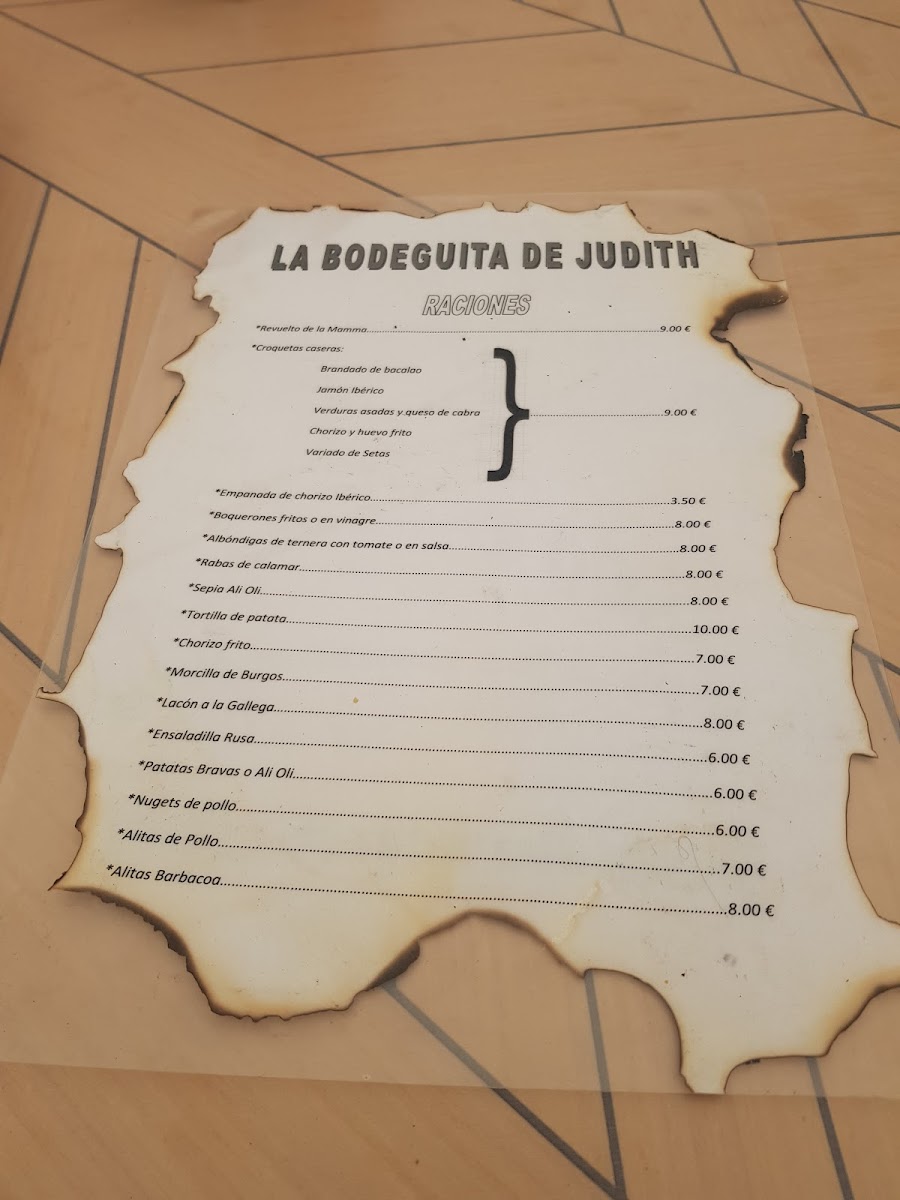 LA BODEGUITA DE JUDITH
RACIONES
*Revuelto de la Mamma.....9.00 €
*Croquetas caseras:
Brandado de bacalao
Jamón Ibérico
Verduras asadas y queso de cabra.....9.00 €
Chorizo y huevo frito
Variado de Setas
*Empanada de chorizo Ibérico.....3.50 €
*Boquerones fritos o en vinagre.....8.00 €
*Albóndigas de ternera con tomate o en salsa.....8.00 €
*Rabas de calamar.....8.00 €
*Sepia Ali Oli.....8.00 €
*Tortilla de patata.....10.00 €
*Chorizo frito.....7.00 €
*Morcilla de Burgos.....7.00 €
*Lacón a la Gallega.....8.00 €
*Ensaladilla Rusa.....6.00 €
*Patatas Bravas o Ali Oli.....6.00 €
*Nugets de pollo.....6.00 €
*Alitas de Pollo.....7.00 €
*Alitas Barbacoa.....8.00 €